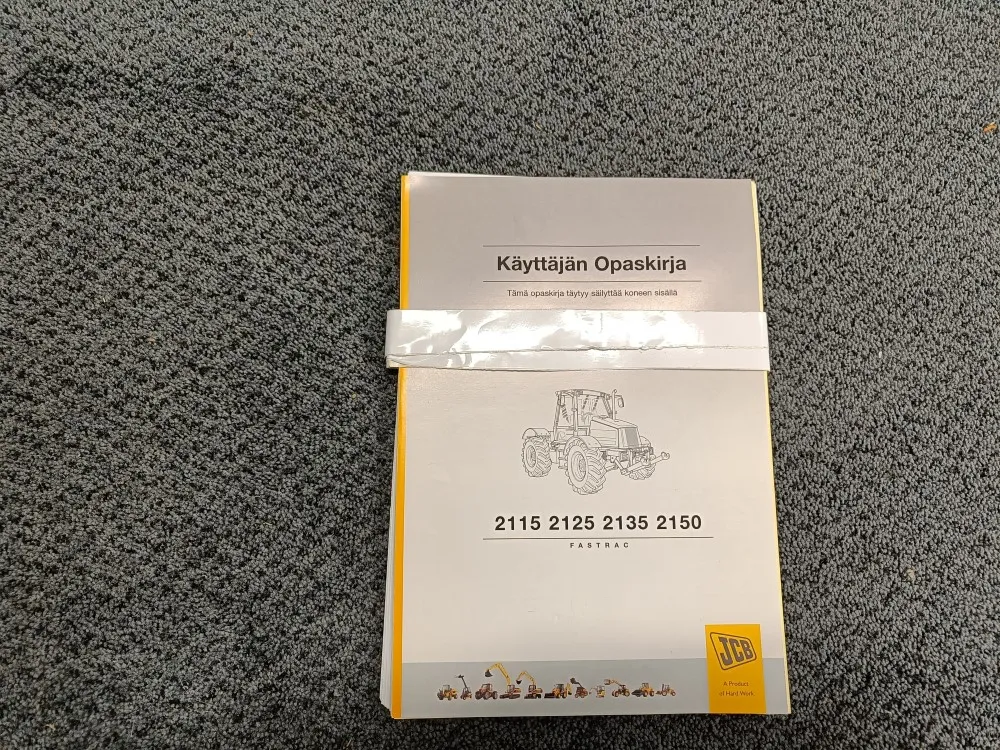 Käyttäjän Opaskirja
Tämä opaskirja täytyy säilyttää koneen sisällä
2115 2125 2135 2150
FASTRAC
JCB
A Product
of Hard Work